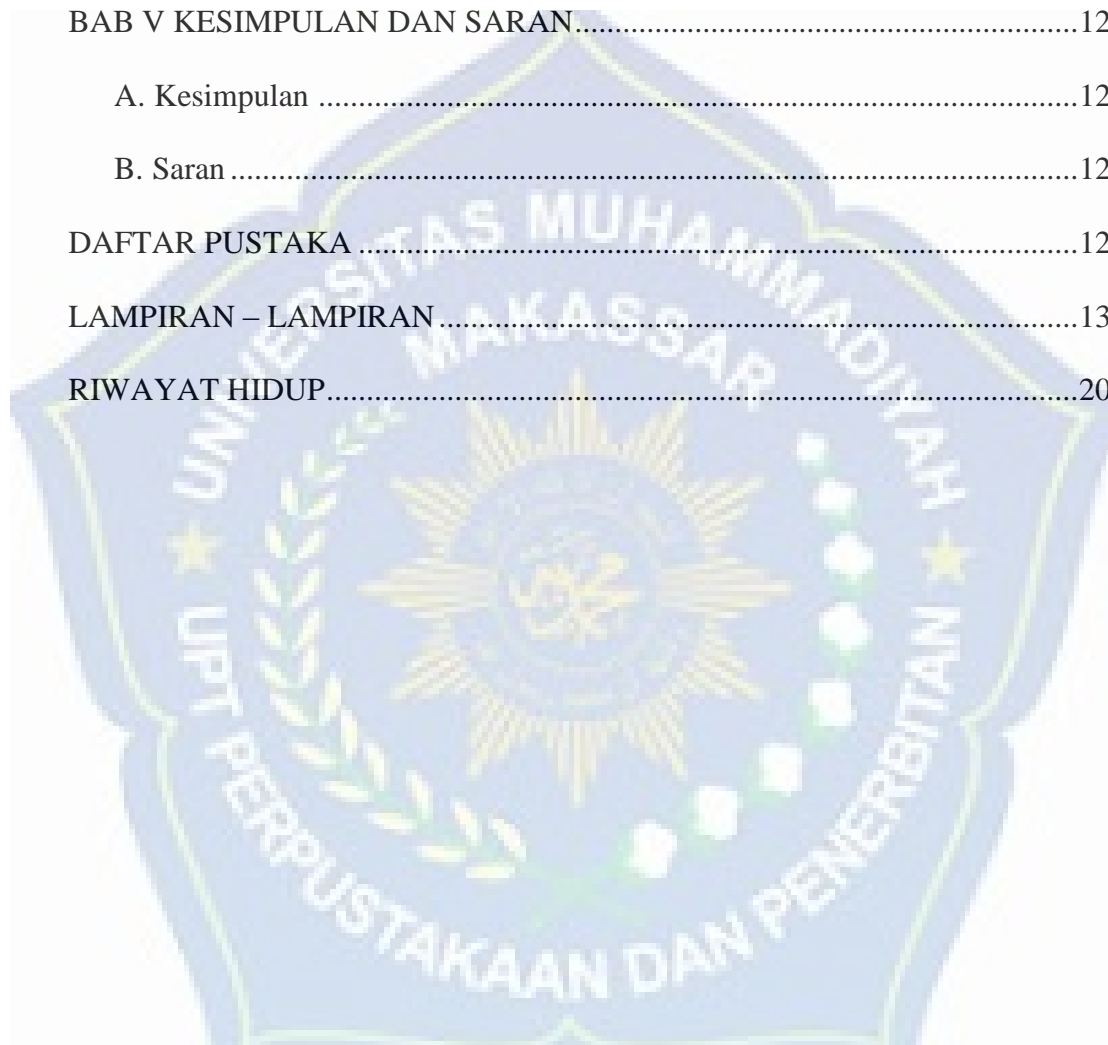 BAB V KESIMPULAN DAN SARAN...............................................................12
A. Kesimpulan ...............................................................................................12
B. Saran ..........................................................................................................12
DAFTAR PUSTAKA ..........................................................................................12
LAMPIRAN – LAMPIRAN ................................................................................13
RIWAYAT HIDUP..............................................................................................20
UNIVERSITAS MUHAMMADIYAH
MAKASSAR
UPT PERPUSTAKAAN DAN PENERBITAN